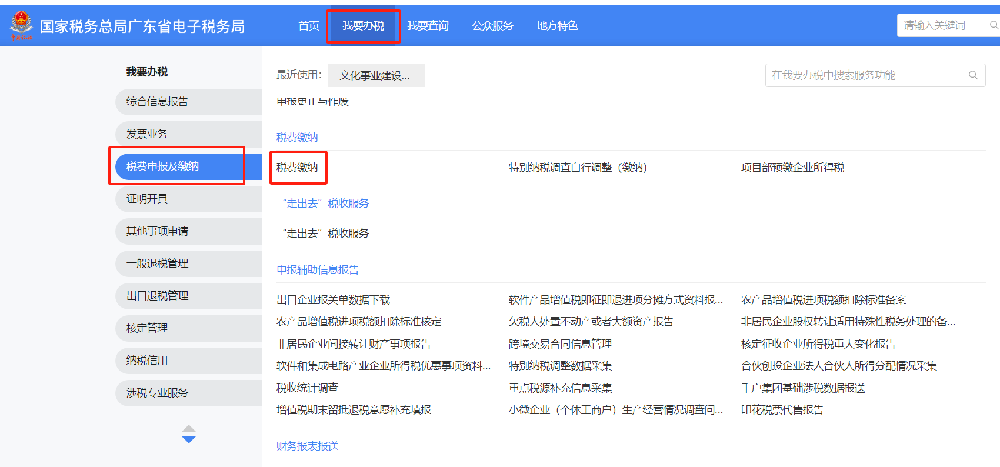 国家税务总局广东省电子税务局
首页 我要办税 我要查询 公众服务 地方特色
请输入关键词
我要办税
综合信息报告
发票业务
税费申报及缴纳
证明开具
其他事项申请
一般退税管理
出口退税管理
核定管理
纳税信用
涉税专业服务
最近使用： 文化事业建设...
在我要办税中搜索服务功能
申报更正与作废
税费缴纳
税费缴纳 特别纳税调查自行调整（缴纳） 项目部预缴企业所得税
“走出去”税收服务
“走出去”税收服务
申报辅助信息报告
出口企业报关单数据下载 软件产品增值税即征即退进项分摊方式资料报... 农产品增值税进项税额扣除标准备案
农产品增值税进项税额扣除标准核定 欠税人处置不动产或者大额资产报告 非居民企业股权转让适用特殊性税务处理的备...
非居民企业间接转让财产事项报告 跨境交易合同信息管理 核定征收企业所得税重大变化报告
软件和集成电路产业企业所得税优惠事项资料... 特别纳税调整数据采集 合伙创投企业法人合伙人所得分配情况采集
税收统计调查 重点税源补充信息采集 千户集团基础涉税数据报送
增值税期末留抵退税意愿补充填报 小微企业（个体工商户）生产经营情况调查问... 印花税票代售报告
财务报表报送